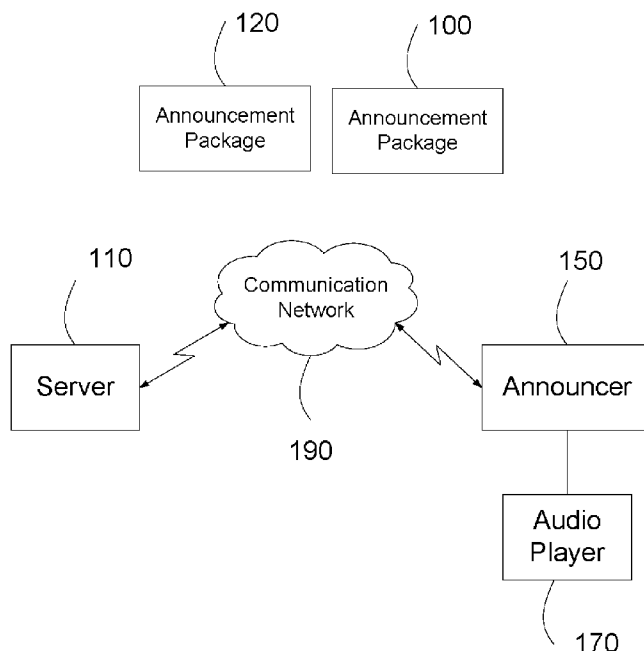 120
100
Announcement
Package
Announcement
Package
110
150
Communication
Network
Server
Announcer
190
Audio
Player
170